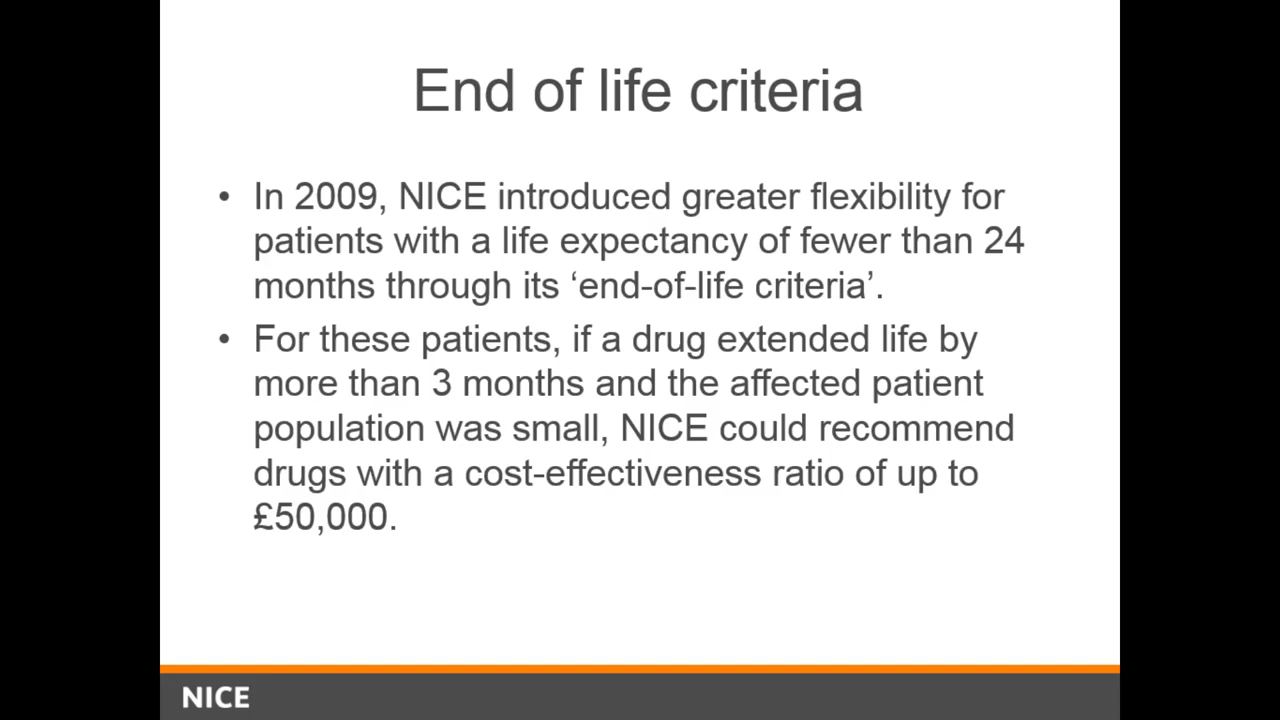 End of life criteria
• In 2009, NICE introduced greater flexibility for
patients with a life expectancy of fewer than 24
months through its ‘end-of-life criteria’.
• For these patients, if a drug extended life by
more than 3 months and the affected patient
population was small, NICE could recommend
drugs with a cost-effectiveness ratio of up to
£50,000.
NICE